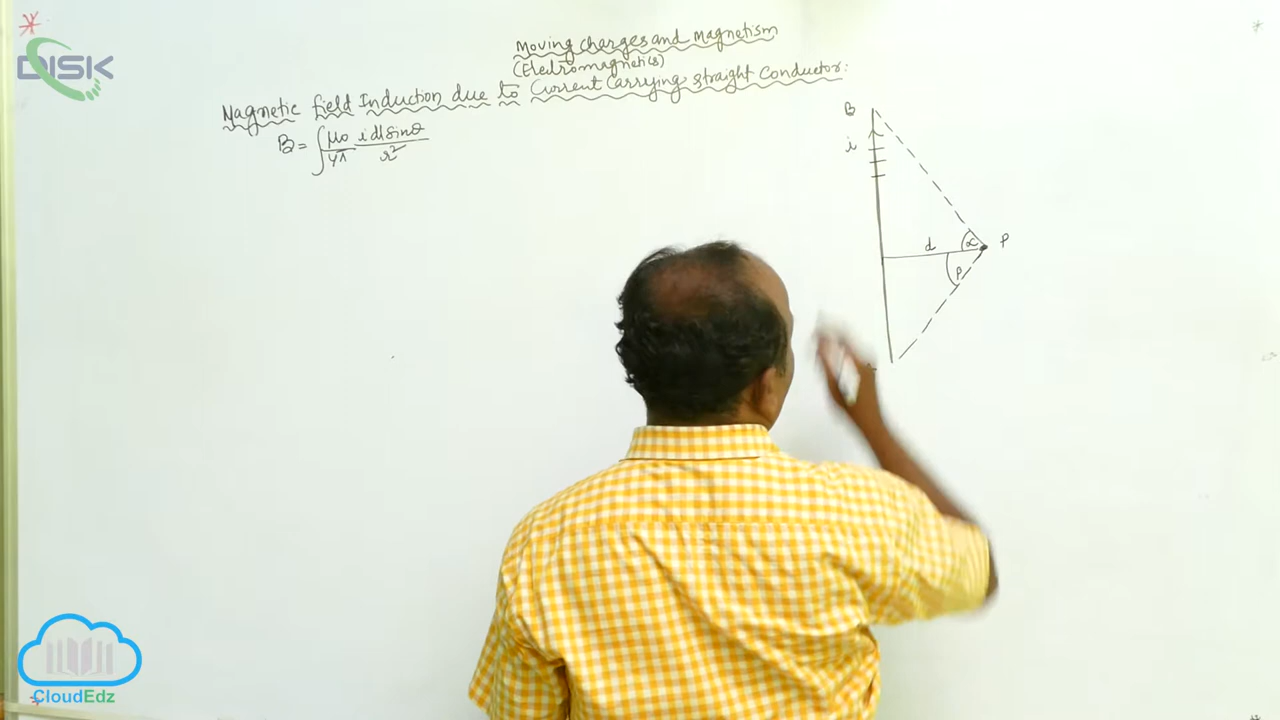 DISK
Moving charges and Magnetism
(Electromagnetics)
Magnetic field Induction due to Current Carrying straight Conductor:
B = ∫ μ0/4π i dl sinθ/r²
B
i
d
α
P
β
CloudEdz